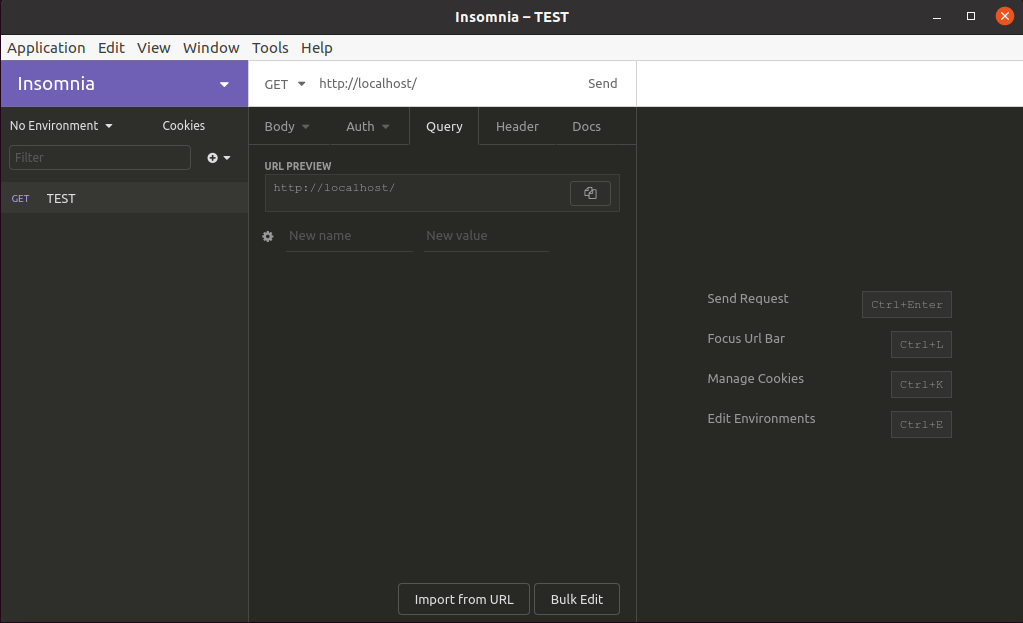 Insomnia – TEST
Application Edit View Window Tools Help
Insomnia
GET http://localhost/ Send
No Environment Cookies
Body Auth Query Header Docs
Filter
URL PREVIEW
http://localhost/
GET TEST
New name New value
Send Request Ctrl+Enter
Focus Url Bar Ctrl+L
Manage Cookies Ctrl+K
Edit Environments Ctrl+E
Import from URL Bulk Edit